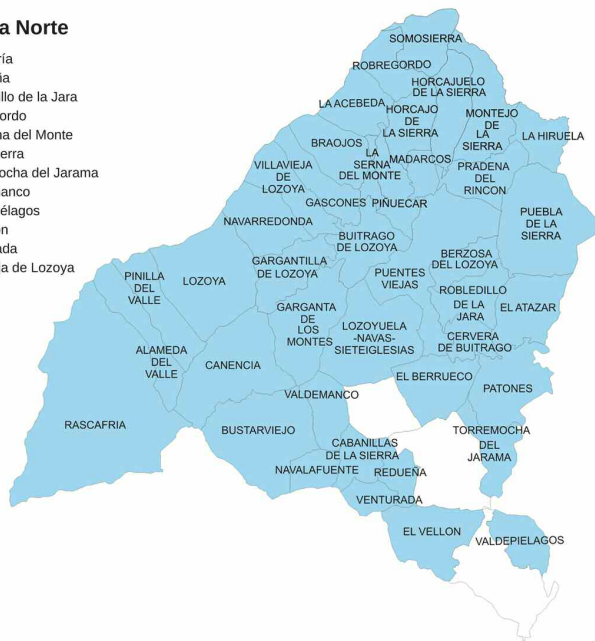 a Norte
ría
ña
illo de la Jara
ordo
na del Monte
erra
ocha del Jarama
anco
élagos
ón
ada
ja de Lozoya
SOMOSIERRA
ROBREGORDO
HORCAJUELO
DE LA SIERRA
LA ACEBEDA
HORCAJO
DE
LA SIERRA
MONTEJO
DE
LA
SIERRA
LA HIRUELA
BRAOJOS
LA
SERNA
DEL MONTE
MADARCOS
PRADENA
DEL
RINCON
VILLAVIEJA
DE
LOZOYA
GASCONES
PIÑUECAR
PUEBLA
DE LA
SIERRA
NAVARREDONDA
BUITRAGO
DE LOZOYA
BERZOSA
DEL LOZOYA
GARGANTILLA
DE LOZOYA
PINILLA
DEL
VALLE
LOZOYA
PUENTES
VIEJAS
ROBLEDILLO
DE LA
JARA
EL ATAZAR
GARGANTA
DE
LOS
MONTES
LOZOYUELA
-NAVAS-
SIETEIGLESIAS
CERVERA
DE BUITRAGO
ALAMEDA
DEL
VALLE
CANENCIA
EL BERRUECO
PATONES
VALDEMANCO
RASCAFRIA
BUSTARVIEJO
TORREMOCHA
DEL
JARAMA
CABANILLAS
DE LA SIERRA
NAVALAFUENTE
REDUEÑA
VENTURADA
EL VELLON
VALDEPIELAGOS